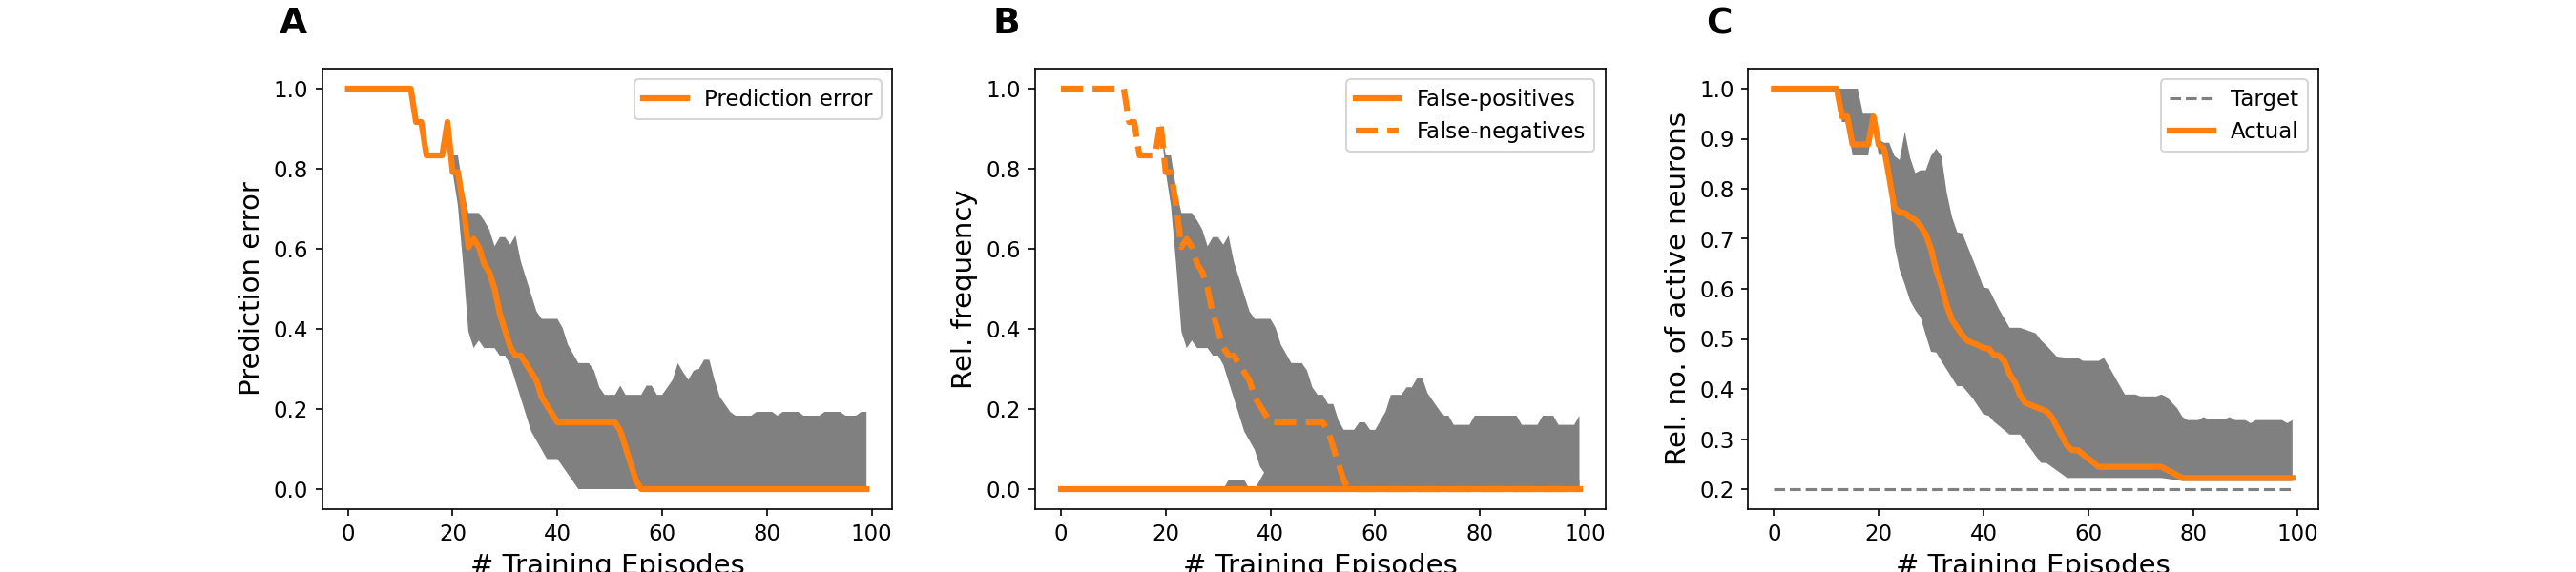 A
Prediction error
1.0
0.8
0.6
0.4
0.2
0.0
Prediction error
0
20
40
60
80
100
# Training Episodes
B
False-positives
False-negatives
1.0
0.8
0.6
0.4
0.2
0.0
Rel. frequency
0
20
40
60
80
100
# Training Episodes
C
Target
Actual
1.0
0.9
0.8
0.7
0.6
0.5
0.4
0.3
0.2
Rel. no. of active neurons
0
20
40
60
80
100
# Training Episodes